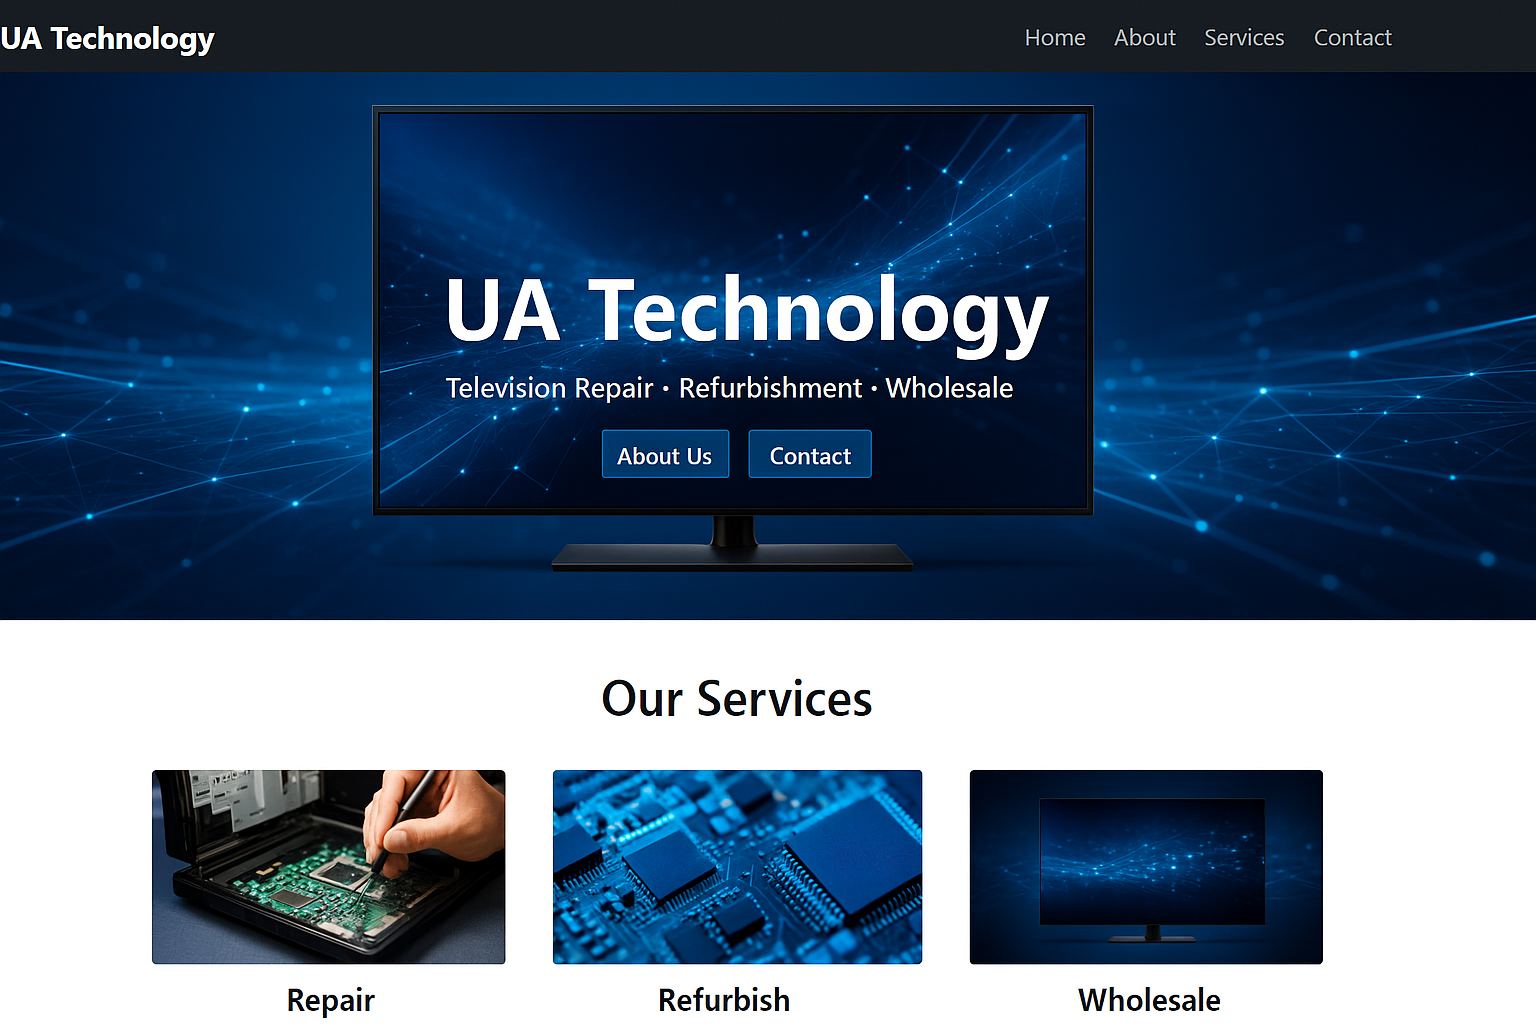 UA Technology
Home About Services Contact
UA Technology
Television Repair • Refurbishment • Wholesale
About Us Contact
Our Services
Repair Refurbish Wholesale